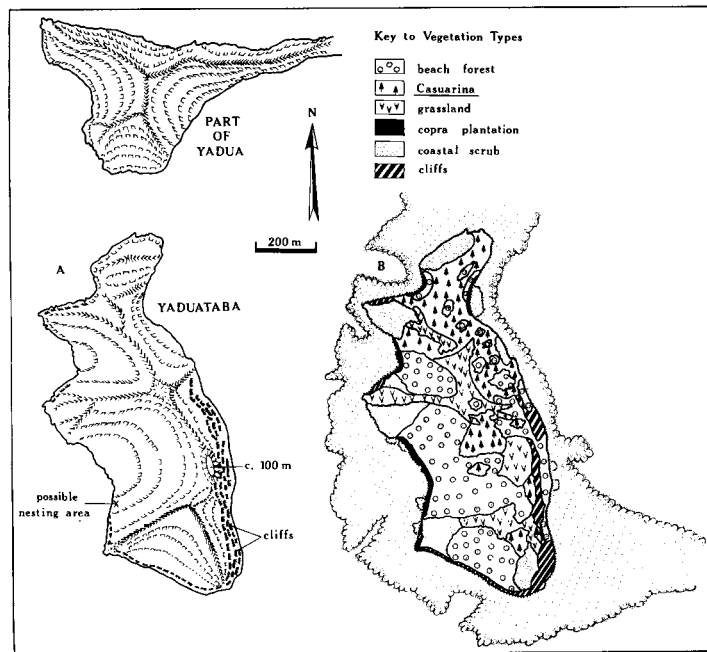 Key to Vegetation Types
beach forest
Casuarina
grassland
copra plantation
coastal scrub
cliffs
PART
OF
YADUA
N
200 m
A
YADUATABA
c. 100 m
possible
nesting area
cliffs
B